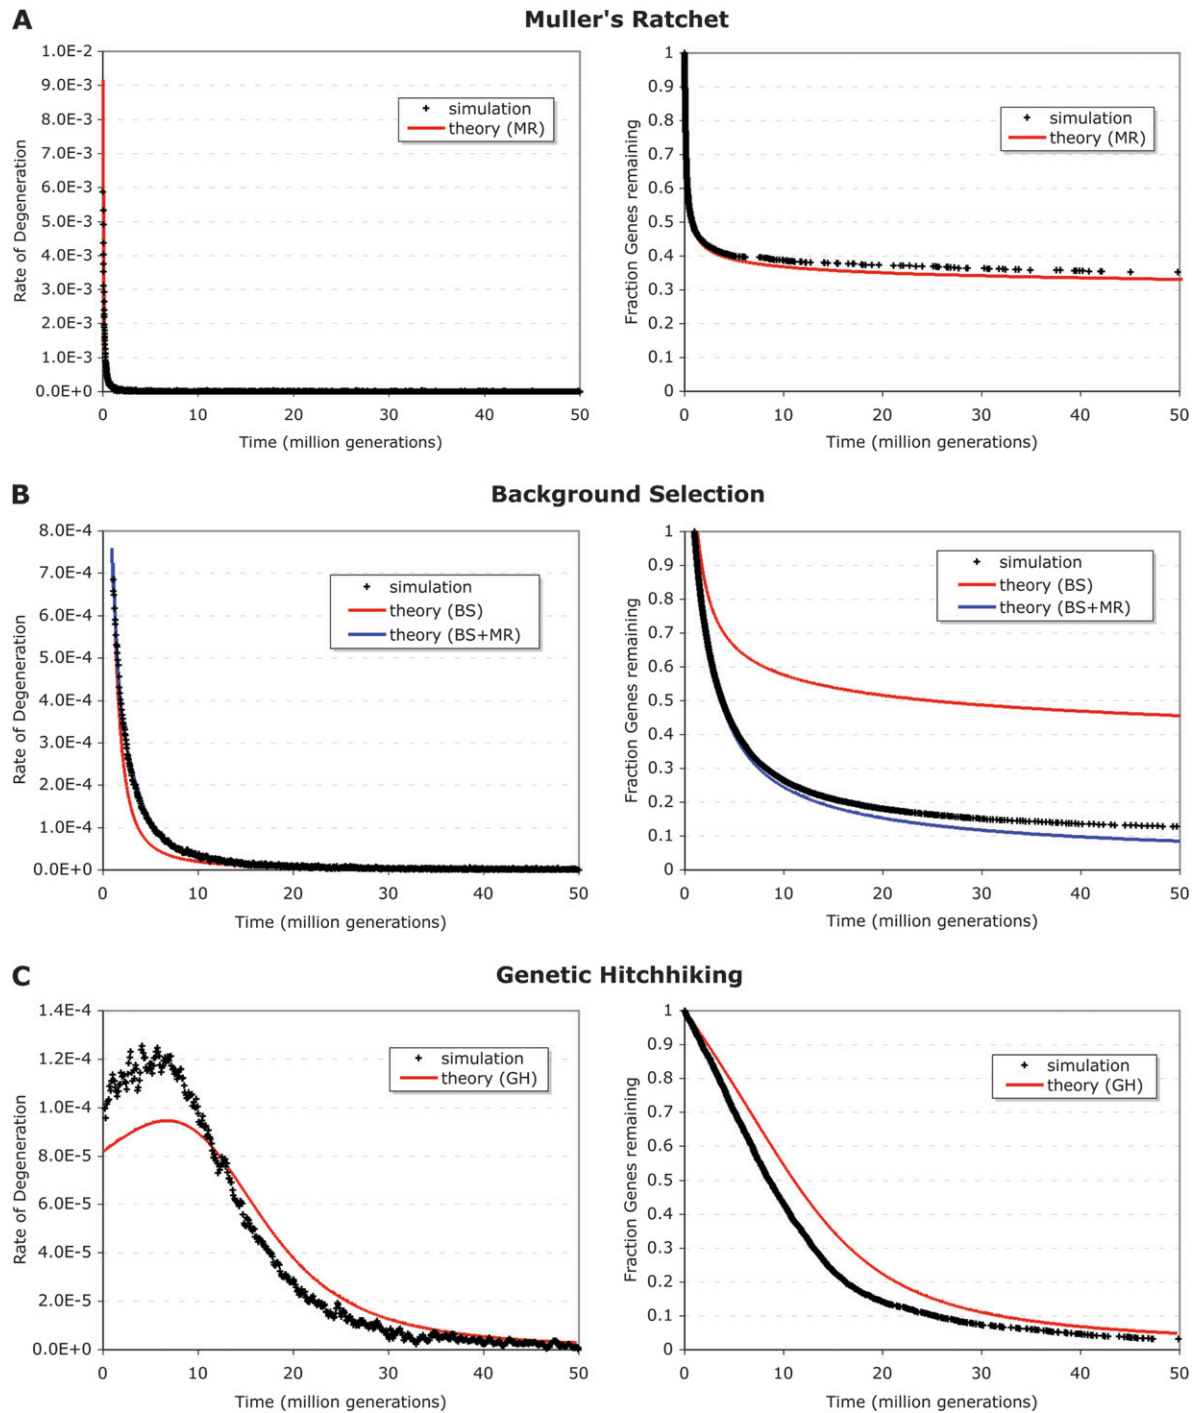 A
Muller's Ratchet
Rate of Degeneration
1.0E-2
9.0E-3
8.0E-3
7.0E-3
6.0E-3
5.0E-3
4.0E-3
3.0E-3
2.0E-3
1.0E-3
0.0E+0
simulation
theory (MR)
0 10 20 30 40 50
Time (million generations)
Fraction Genes remaining
1
0.9
0.8
0.7
0.6
0.5
0.4
0.3
0.2
0.1
0
simulation
theory (MR)
0 10 20 30 40 50
Time (million generations)
B
Background Selection
Rate of Degeneration
8.0E-4
7.0E-4
6.0E-4
5.0E-4
4.0E-4
3.0E-4
2.0E-4
1.0E-4
0.0E+0
simulation
theory (BS)
theory (BS+MR)
0 10 20 30 40 50
Time (million generations)
Fraction Genes remaining
1
0.9
0.8
0.7
0.6
0.5
0.4
0.3
0.2
0.1
0
simulation
theory (BS)
theory (BS+MR)
0 10 20 30 40 50
Time (million generations)
C
Genetic Hitchhiking
Rate of Degeneration
1.4E-4
1.2E-4
1.0E-4
8.0E-5
6.0E-5
4.0E-5
2.0E-5
0.0E+0
simulation
theory (GH)
0 10 20 30 40 50
Time (million generations)
Fraction Genes remaining
1
0.9
0.8
0.7
0.6
0.5
0.4
0.3
0.2
0.1
0
simulation
theory (GH)
0 10 20 30 40 50
Time (million generations)